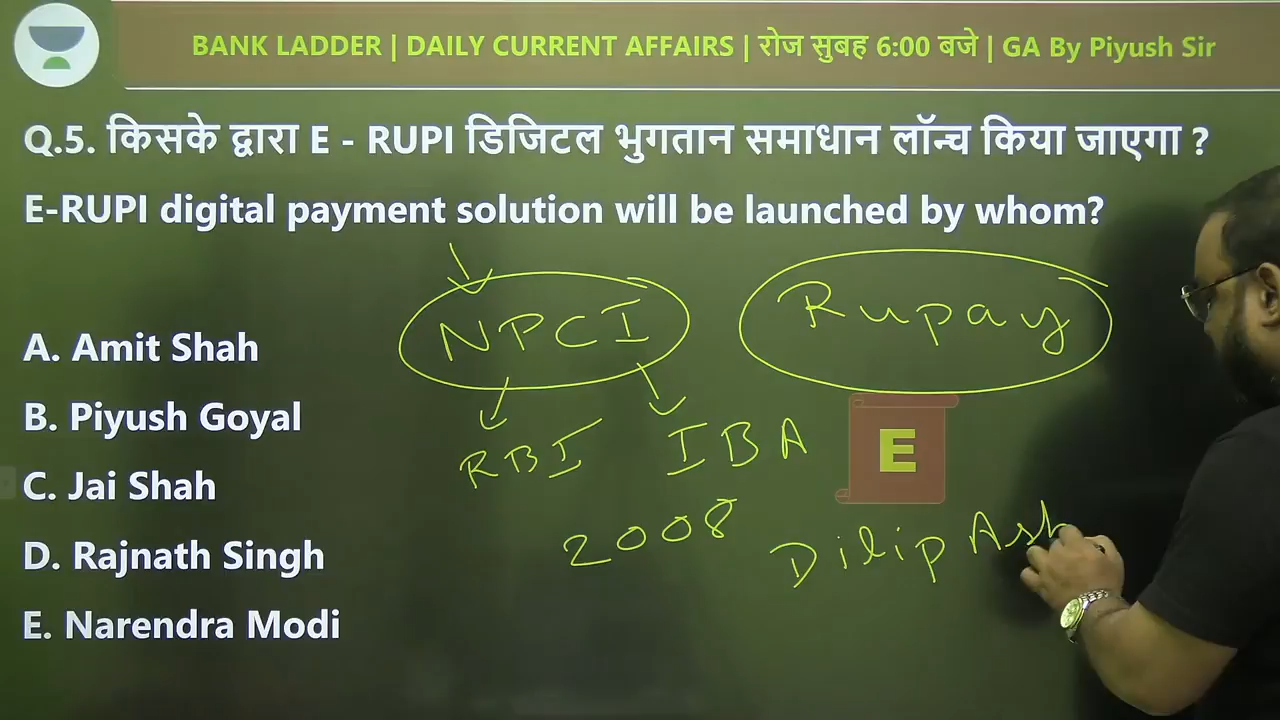 BANK LADDER | DAILY CURRENT AFFAIRS | रोज सुबह 6:00 बजे | GA By Piyush Sir
Q.5. किसके द्वारा E - RUPI डिजिटल भुगतान समाधान लॉन्च किया जाएगा ?
E-RUPI digital payment solution will be launched by whom?
NPCI Rupay
A. Amit Shah
B. Piyush Goyal
RBI IBA E
C. Jai Shah
2008 Dilip Ash
D. Rajnath Singh
E. Narendra Modi